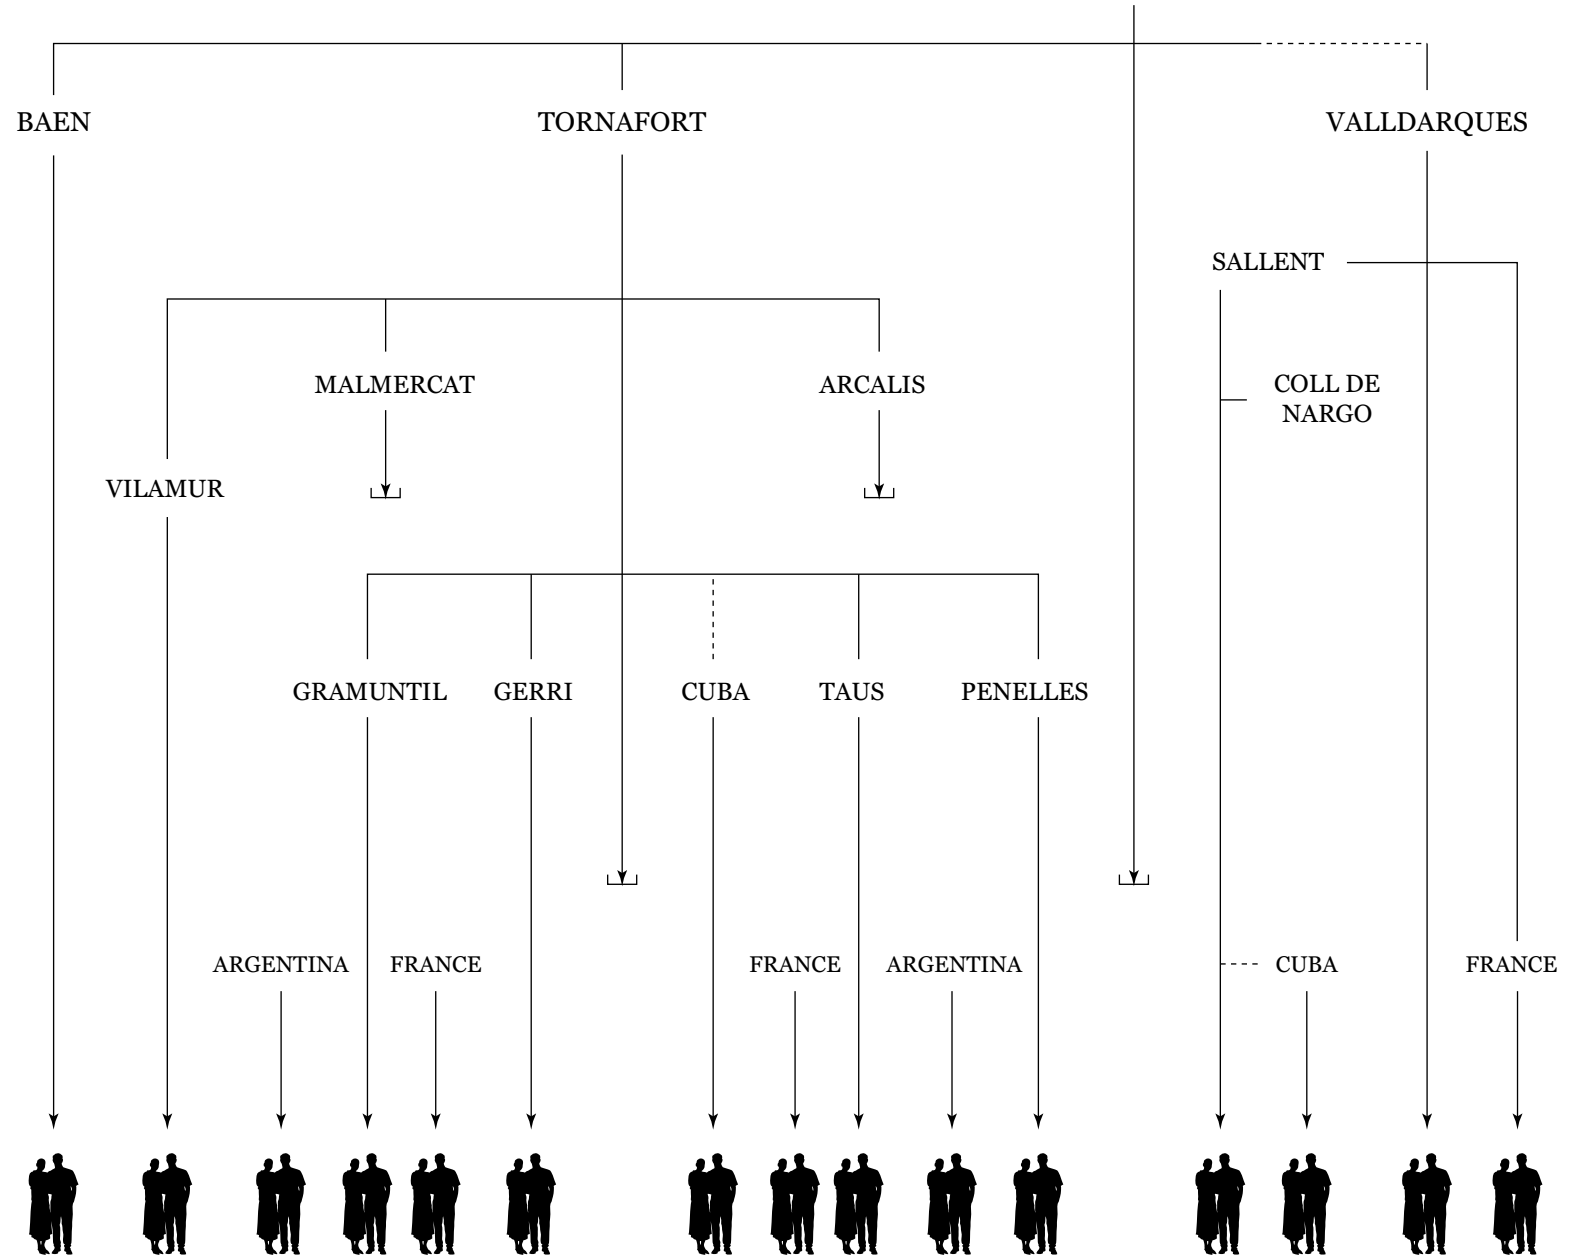 BAEN
TORNAFORT
VALLDARQUES
SALLENT
MALMERCAT
ARCALIS
COLL DE
NARGO
VILAMUR
GRAMUNTIL
GERRI
CUBA
TAUS
PENELLES
ARGENTINA
FRANCE
FRANCE
ARGENTINA
CUBA
FRANCE